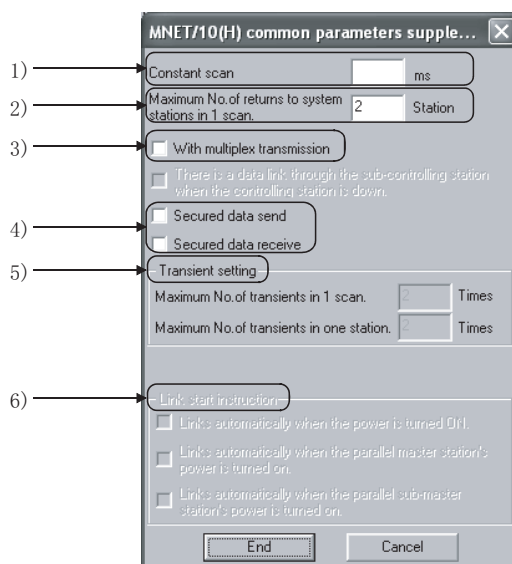 MNET/10(H) common parameters supple...
1)
Constant scan ms
2)
Maximum No.of returns to system
stations in 1 scan.
2 Station
3)
With multiplex transmission
There is a data link through the sub-controlling station
when the controlling station is down.
4)
Secured data send
Secured data receive
5)
Transient setting
Maximum No.of transients in 1 scan. 2 Times
Maximum No.of transients in one station. 2 Times
6)
Link start instruction
Links automatically when the power is turned ON.
Links automatically when the parallel master station's
power is turned on.
Links automatically when the parallel sub-master
station's power is turned on.
End Cancel